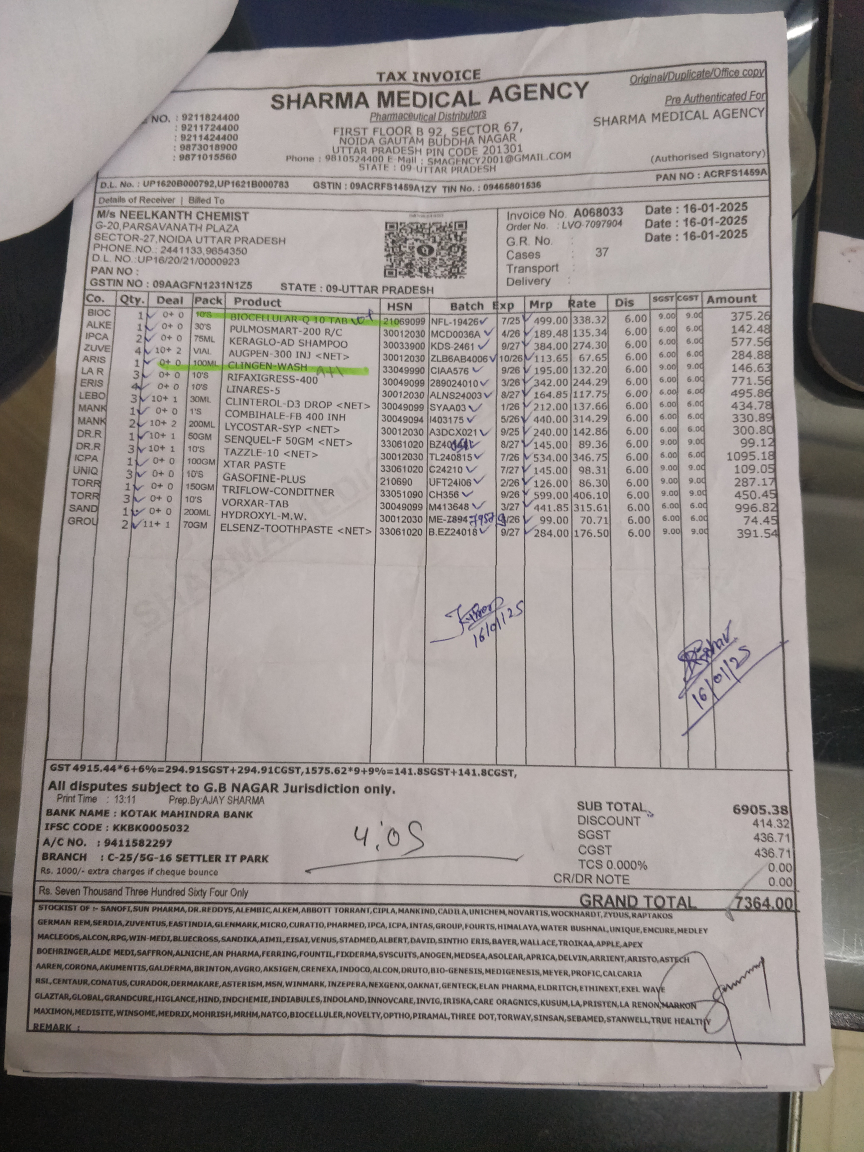 TAX INVOICE
Original/Duplicate/Office copy
SHARMA MEDICAL AGENCY
Pharmaceutical Distributors
Pre Authenticated For
SHARMA MEDICAL AGENCY
NO. : 9211824400
: 9211724400
: 9211424400
: 9873018900
: 9871015560
FIRST FLOOR B 92, SECTOR 67,
NOIDA GAUTAM BUDDHA NAGAR
UTTAR PRADESH PIN CODE 201301
Phone : 9810524400 E-Mail : SMAGENCY2001@GMAIL.COM
STATE : 09-UTTAR PRADESH
(Authorised Signatory)
PAN NO : ACRFS1459A
D.L. No. : UP1620B000792,UP1621B000783 GSTIN : 09ACRFS1459A1ZY TIN No. : 09465801536
Details of Receiver | Billed To
M/s NEELKANTH CHEMIST
G-20,PARSAVANATH PLAZA
SECTOR-27,NOIDA UTTAR PRADESH
PHONE.NO.: 2441133,9654350
D.L. NO.:UP16/20/21/0000923
PAN NO :
GSTIN NO : 09AAGFN1231N1Z5 STATE : 09-UTTAR PRADESH
Invoice No. A068033 Date : 16-01-2025
Order No. : LVO-7097904 Date : 16-01-2025
G.R. No. : Date : 16-01-2025
Cases : 37
Transport :
Delivery :
Co. Qty. Deal Pack Product HSN Batch Exp Mrp Rate Dis SGST CGST Amount
BIOC 1 0+ 0 10'S BIOCELLULAR-Q 10 TAB 21069099 NFL-19426 7/25 499.00 338.32 6.00 9.00 9.00 375.26
ALKE 1 0+ 0 30'S PULMOSMART-200 R/C 30012030 MCD0036A 4/26 189.48 135.34 6.00 6.00 6.00 142.48
IPCA 2 0+ 0 75ML KERAGLO-AD SHAMPOO 30033900 KDS-2461 9/27 384.00 274.30 6.00 6.00 6.00 577.56
ZUVE 4 10+ 2 VIAL AUGPEN-300 INJ <NET> 30012030 ZLB6AB4006 10/26 113.65 67.65 6.00 6.00 6.00 284.88
ARIS 1 0+ 0 100ML CLINGEN-WASH 33049990 CIAA576 9/26 195.00 132.20 6.00 9.00 9.00 146.63
LA R 3 0+ 0 10'S RIFAXIGRESS-400 30049099 289024010 3/26 342.00 244.29 6.00 6.00 6.00 771.56
ERIS 4 0+ 0 10'S LINARES-5 30049099 ALNS24003 8/27 164.85 117.75 6.00 6.00 6.00 495.86
LEBO 3 10+ 1 30ML CLINTEROL-D3 DROP <NET> 30012030 A3DCX021 9/25 240.00 142.86 6.00 6.00 6.00 434.78
MANK 1 0+ 0 1'S COMBIHALE-FB 400 INH 30049099 SYAA03 1/26 440.00 314.29 6.00 6.00 6.00 330.89
MANK 2 10+ 2 200ML LYCOSTAR-SYP <NET> 30049094 I403175 5/26 212.00 137.66 6.00 6.00 6.00 300.80
DR.R 1 10+ 1 50GM SENQUEL-F 50GM <NET> 33061020 8/27 145.00 89.36 6.00 9.00 9.00 99.12
DR.R 3 10+ 1 10'S TAZZLE-10 <NET> 30012030 TL240815 7/26 534.00 346.75 6.00 6.00 6.00 1095.18
ICPA 1 0+ 0 100GM XTAR PASTE 33061020 C24210 7/27 145.00 98.31 6.00 9.00 9.00 109.05
UNIQ 3 0+ 0 10'S GASOFINE-PLUS 210690 UFT24I08 2/26 126.00 86.30 6.00 9.00 9.00 287.17
TORR 1 0+ 0 150GM TRIFLOW-CONDITNER 33051090 CH356 9/26 599.00 406.10 6.00 9.00 9.00 450.45
TORR 3 0+ 0 10'S VORXAR-TAB 30049099 M413648 3/27 441.85 315.61 6.00 6.00 6.00 996.82
SAND 1 0+ 0 200ML HYDROXYL-M.W. 30012030 9/26 99.00 70.71 6.00 6.00 6.00 74.45
GROU 2 11+ 1 70GM ELSENZ-TOOTHPASTE <NET> 33061020 B.EZ24018 9/27 284.00 176.50 6.00 9.00 9.00 391.54
16/01/25
16/01/25
GST 4915.44*6+6%=294.91SGST+294.91CGST,1575.62*9+9%=141.8SGST+141.8CGST,
All disputes subject to G.B NAGAR Jurisdiction only.
Print Time : 13:11 Prep.By:AJAY SHARMA
BANK NAME : KOTAK MAHINDRA BANK
IFSC CODE : KKBK0005032
A/C NO. : 9411582297
BRANCH : C-25/5G-16 SETTLER IT PARK
Rs. 1000/- extra charges if cheque bounce
4:05
SUB TOTAL 6905.38
DISCOUNT 414.32
SGST 436.71
CGST 436.71
TCS 0.000% 0.00
CR/DR NOTE 0.00
Rs. Seven Thousand Three Hundred Sixty Four Only
GRAND TOTAL 7364.00
STOCKIST OF :- SANOFI,SUN PHARMA,DR.REDDYS,ALEMBIC,ALKEM,ABBOTT TORRANT,CIPLA,MANKIND,CADILA,UNICHEM,NOVARTIS,WOCKHARDT,ZYDUS,RAPTAKOS
GERMAN REM,SERDIA,ZUVENTUS,EASTINDIA,GLENMARK,MICRO,CURATIO,PHARMED,IPCA,ICPA,INTAS,GROUP,FOURTS,HIMALAYA,WATER BUSHNAI,UNIQUE,EMCURE,MEDLEY
MACLEODS,ALCON,RPG,WIN-MEDI,BLUECROSS,SANDIKA,AIMIL,EISAI,VENUS,STADMED,ALBERT,DAVID,SINTHO ERIS,BAYER,WALLACE,TROIKAA,APPLE,APEX
BOEHRINGER,ALDE MEDI,SAFFRON,ALNICHE,AN PHARMA,FERRING,FOUNTIL,FIXDERMA,SYSCUITS,ANOGEN,MEDSEA,ASOLEAR,APRICA,DELVIN,ARRIENT,ARISTO,ASTECH
AAREN,CORONA,AKUMENTIS,GALDERMA,BRINTON,AVGRO,AKSIGEN,CRENEXA,INDOCO,ALCON,DRUTO,BIO-GENESIS,MEDIGENESIS,MEYER,PROFIC,CALCARIA
HSL,CENTAUR,CONATUS,CURADOR,DERMAKARE,ASTERISM,MSN,WINMARK,INZEPERA,NEXGENX,OAKNAT,GENTECK,ELAN PHARMA,ELDRITCH,ETHINEXT,EXEL WAVE
GLAZTAR,GLOBAL,GRANDCURE,HIGLANCE,HIND,INDCHEMIE,INDIABULES,INDOLAND,INNOVCARE,INVIG,IRISKA,CARE ORAGNICS,KUSUM,LA PRISTEN,LA RENON,MARKON
MAXIMON,MEDISITE,WINSOME,MEDRIX,MOHRISH,MRHM,NATCO,BIOCELLULER,NOVELTY,OPTHO,PIRAMAL,THREE DOT,TORWAY,SINSAN,SEBAMED,STANWELL,TRUE HEALTHY
REMARK :